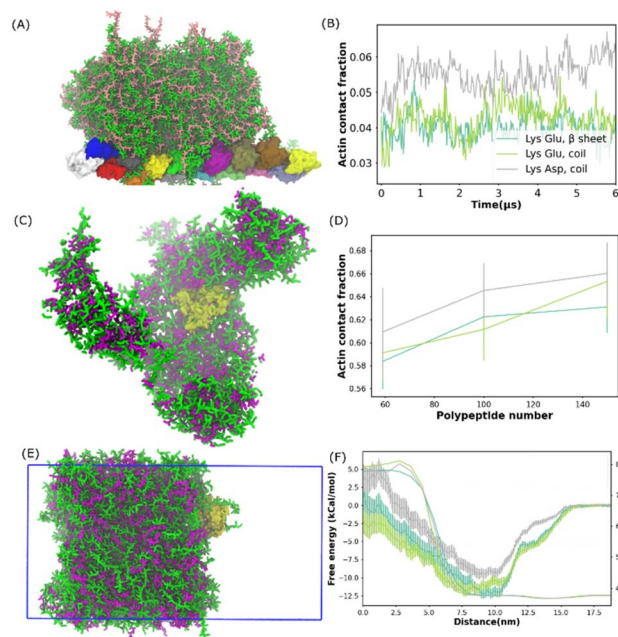 (A)
(B)
0.06
0.05
0.04
0.03
Actin contact fraction
Lys Glu, β sheet
Lys Glu, coil
Lys Asp, coil
0 1 2 3 4 5 6
Time(μs)
(C)
(D)
0.68
0.66
0.64
0.62
0.60
0.58
0.56
Actin contact fraction
60 80 100 120 140
Polypeptide number
(E)
(F)
5.0
2.5
0.0
-2.5
-5.0
-7.5
-10.0
-12.5
Free energy (kCal/mol)
0.0 2.5 5.0 7.5 10.0 12.5 15.0 17.5
Distance(nm)